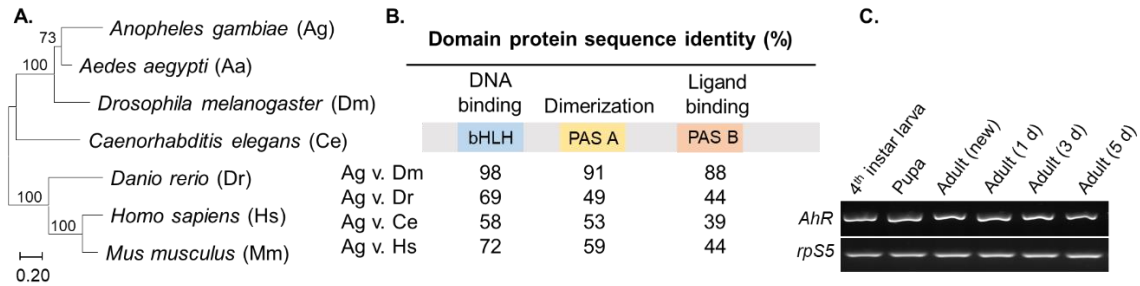 A.
73
100
100
100
Anopheles gambiae (Ag)
Aedes aegypti (Aa)
Drosophila melanogaster (Dm)
Caenorhabditis elegans (Ce)
Danio rerio (Dr)
Homo sapiens (Hs)
Mus musculus (Mm)
0.20
B.
Domain protein sequence identity (%)
DNA binding Dimerization Ligand binding
bHLH PAS A PAS B
Ag v. Dm 98 91 88
Ag v. Dr 69 49 44
Ag v. Ce 58 53 39
Ag v. Hs 72 59 44
C.
4th instar larva
Pupa
Adult (new)
Adult (1 d)
Adult (3 d)
Adult (5 d)
AhR
rpS5